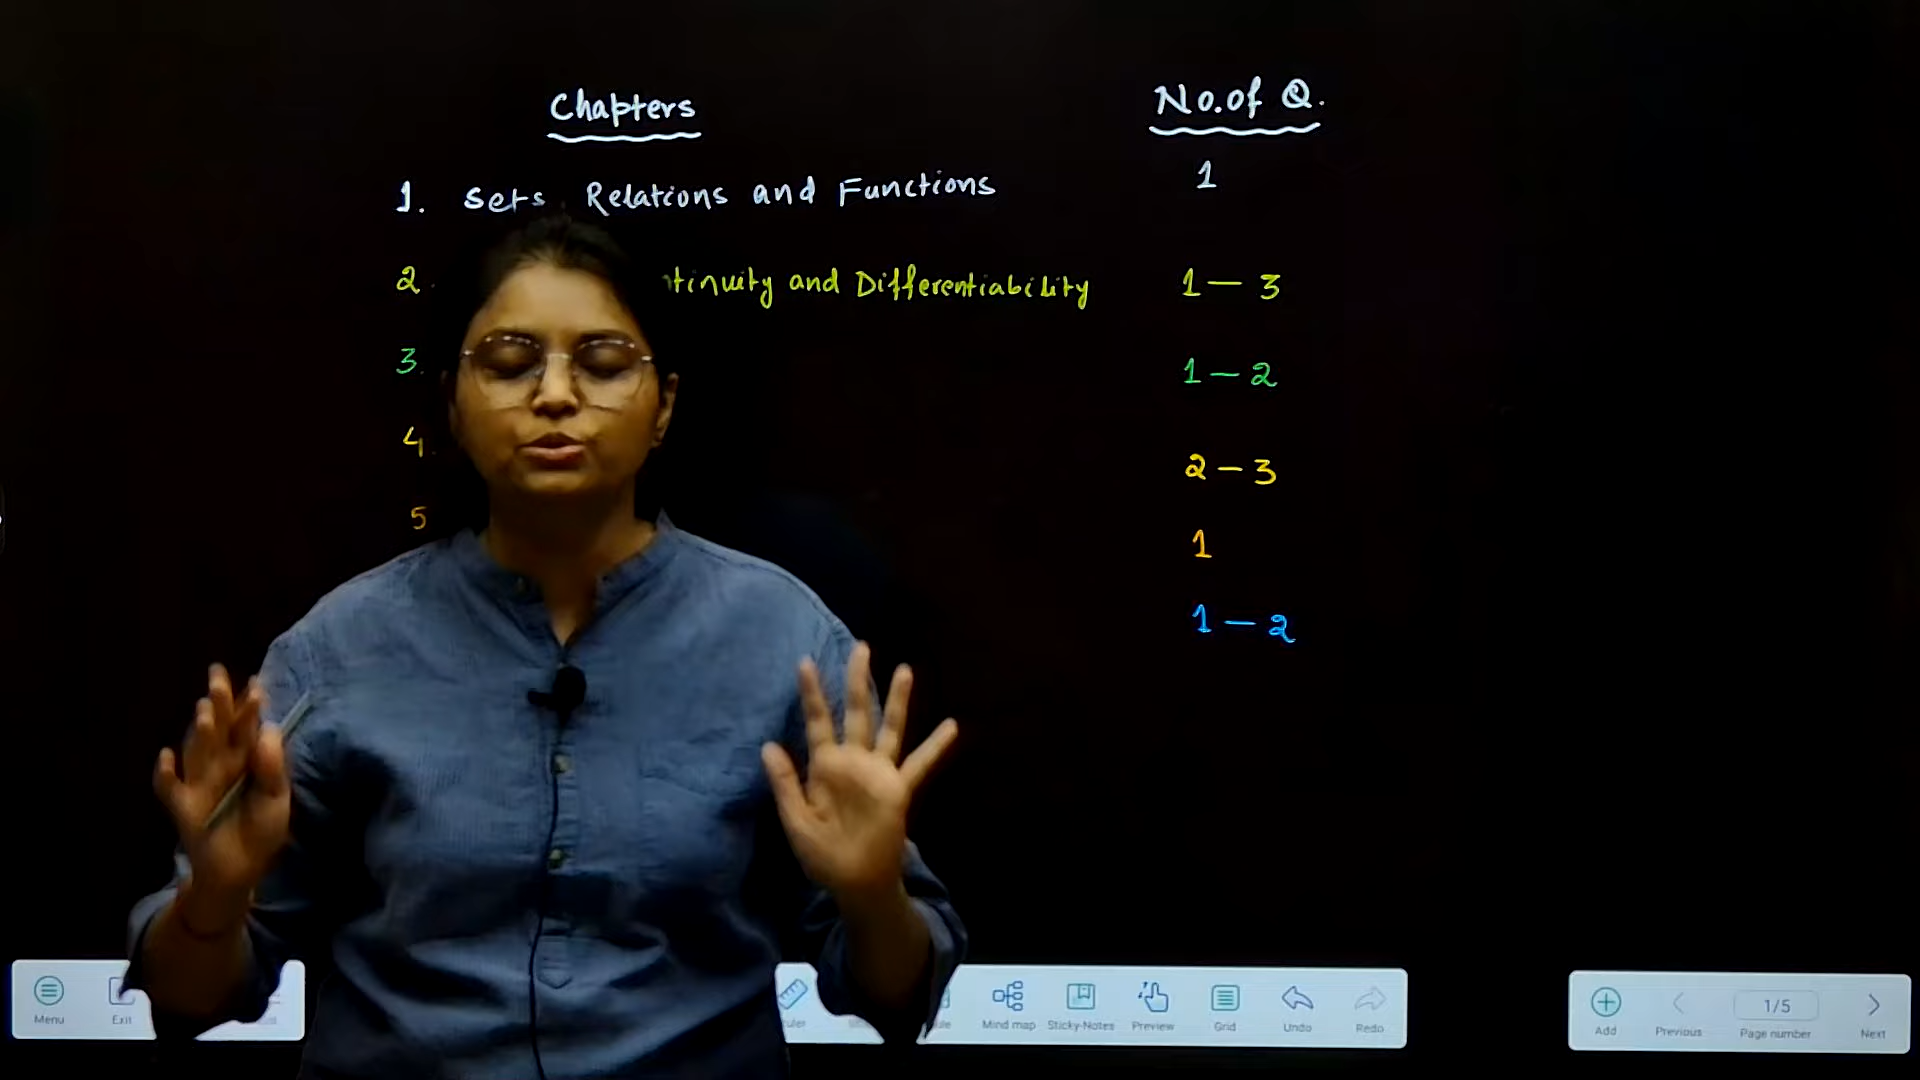 Chapters No. of Q.
1. Sets, Relations and Functions 1
2. ntinuity and Differentiability 1 – 3
3. 1 – 2
4. 2 – 3
5 1
1 – 2
Menu Exit Mind map Sticky-Notes Preview Grid Undo Redo Add Previous 1/5 Page number Next